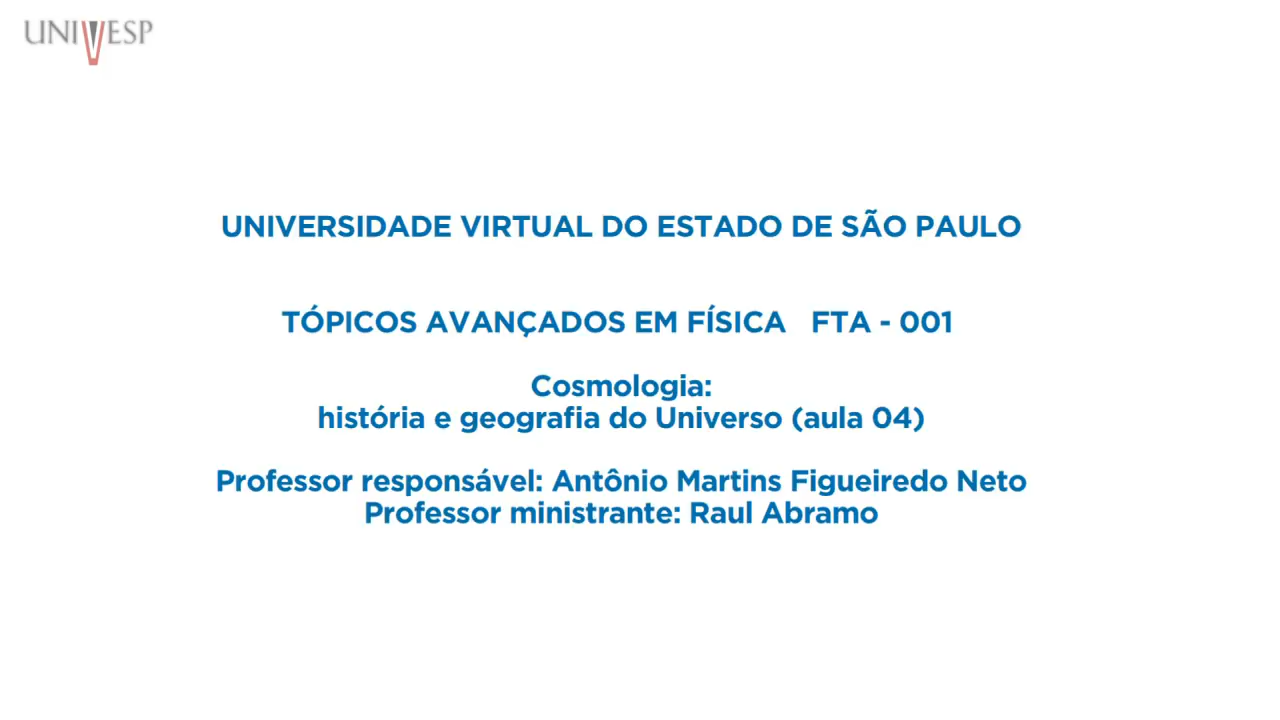 UNIVESP
UNIVERSIDADE VIRTUAL DO ESTADO DE SÃO PAULO
TÓPICOS AVANÇADOS EM FÍSICA FTA - 001
Cosmologia:
história e geografia do Universo (aula 04)
Professor responsável: Antônio Martins Figueiredo Neto
Professor ministrante: Raul Abramo